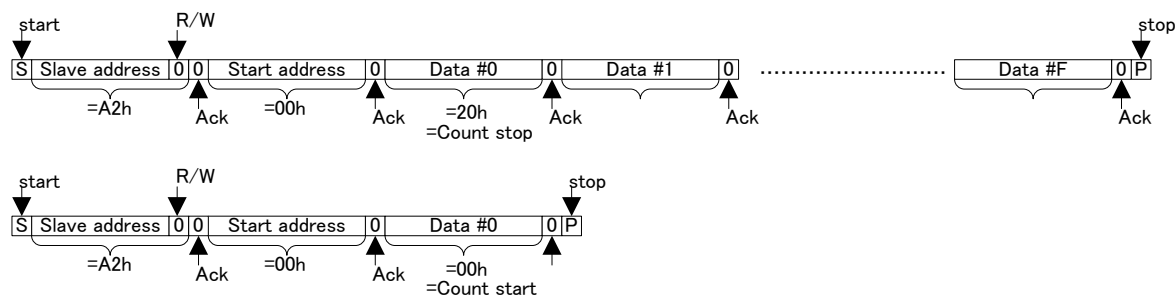 R/W
start stop
S Slave address 0 0 Start address 0 Data #0 0 Data #1 0 ........................ Data #F 0 P
=A2h Ack =00h Ack =20h Ack Ack Ack
=Count stop
R/W
start stop
S Slave address 0 0 Start address 0 Data #0 0 P
=A2h Ack =00h Ack =00h
=Count start